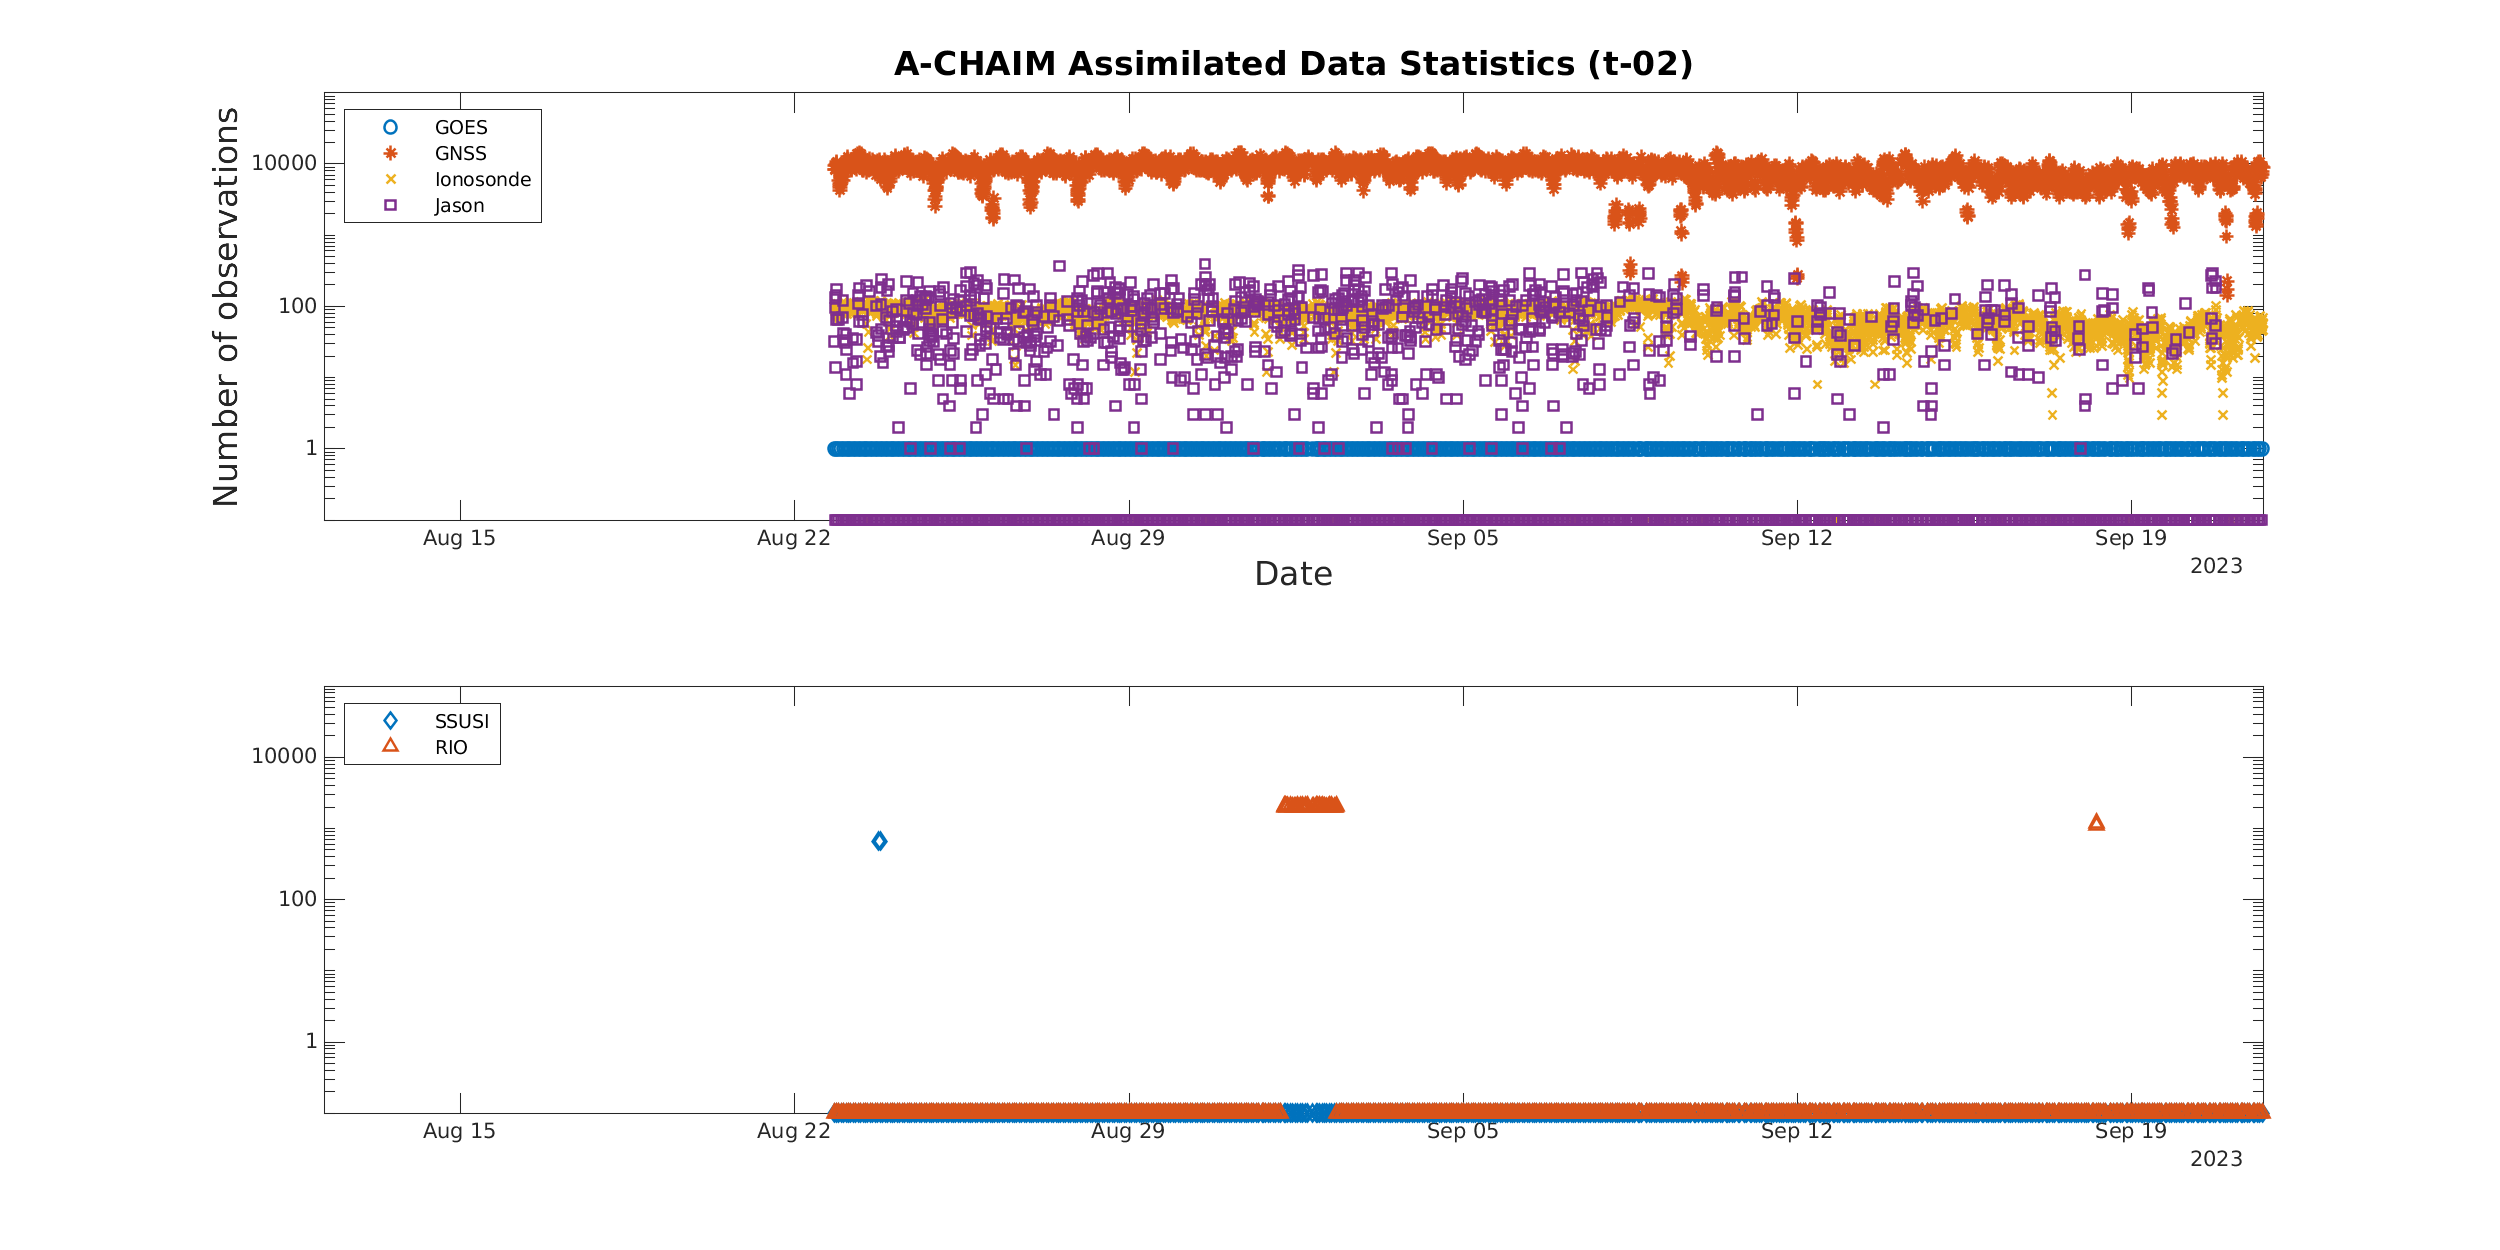 A-CHAIM Assimilated Data Statistics (t-02)
Number of observations
GOES
GNSS
Ionosonde
Jason
10000
100
1
Aug 15 Aug 22 Aug 29 Sep 05 Sep 12 Sep 19
2023
Date
SSUSI
RIO
10000
100
1
Aug 15 Aug 22 Aug 29 Sep 05 Sep 12 Sep 19
2023